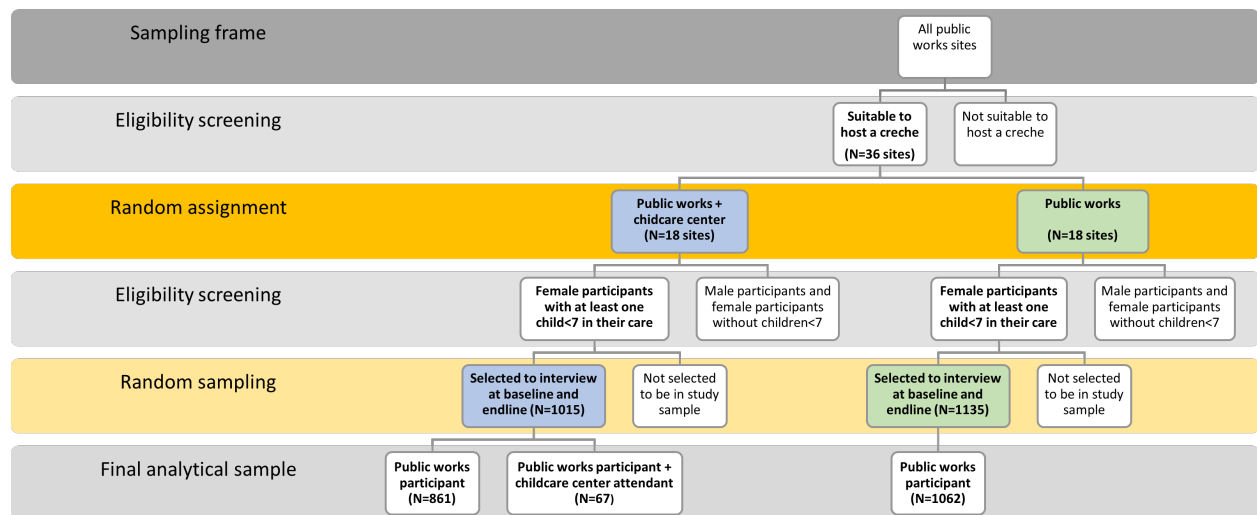 Sampling frame
All public
works sites
Eligibility screening
Suitable to
host a creche
(N=36 sites)
Not suitable to
host a creche
Random assignment
Public works +
chidcare center
(N=18 sites)
Public works
(N=18 sites)
Eligibility screening
Female participants
with at least one
child<7 in their care
Male participants and
female participants
without children<7
Female participants
with at least one
child<7 in their care
Male participants and
female participants
without children<7
Random sampling
Selected to interview
at baseline and
endline (N=1015)
Not selected
to be in study
sample
Selected to interview
at baseline and
endline (N=1135)
Not selected
to be in study
sample
Final analytical sample
Public works
participant
(N=861)
Public works participant +
childcare center attendant
(N=67)
Public works
participant
(N=1062)